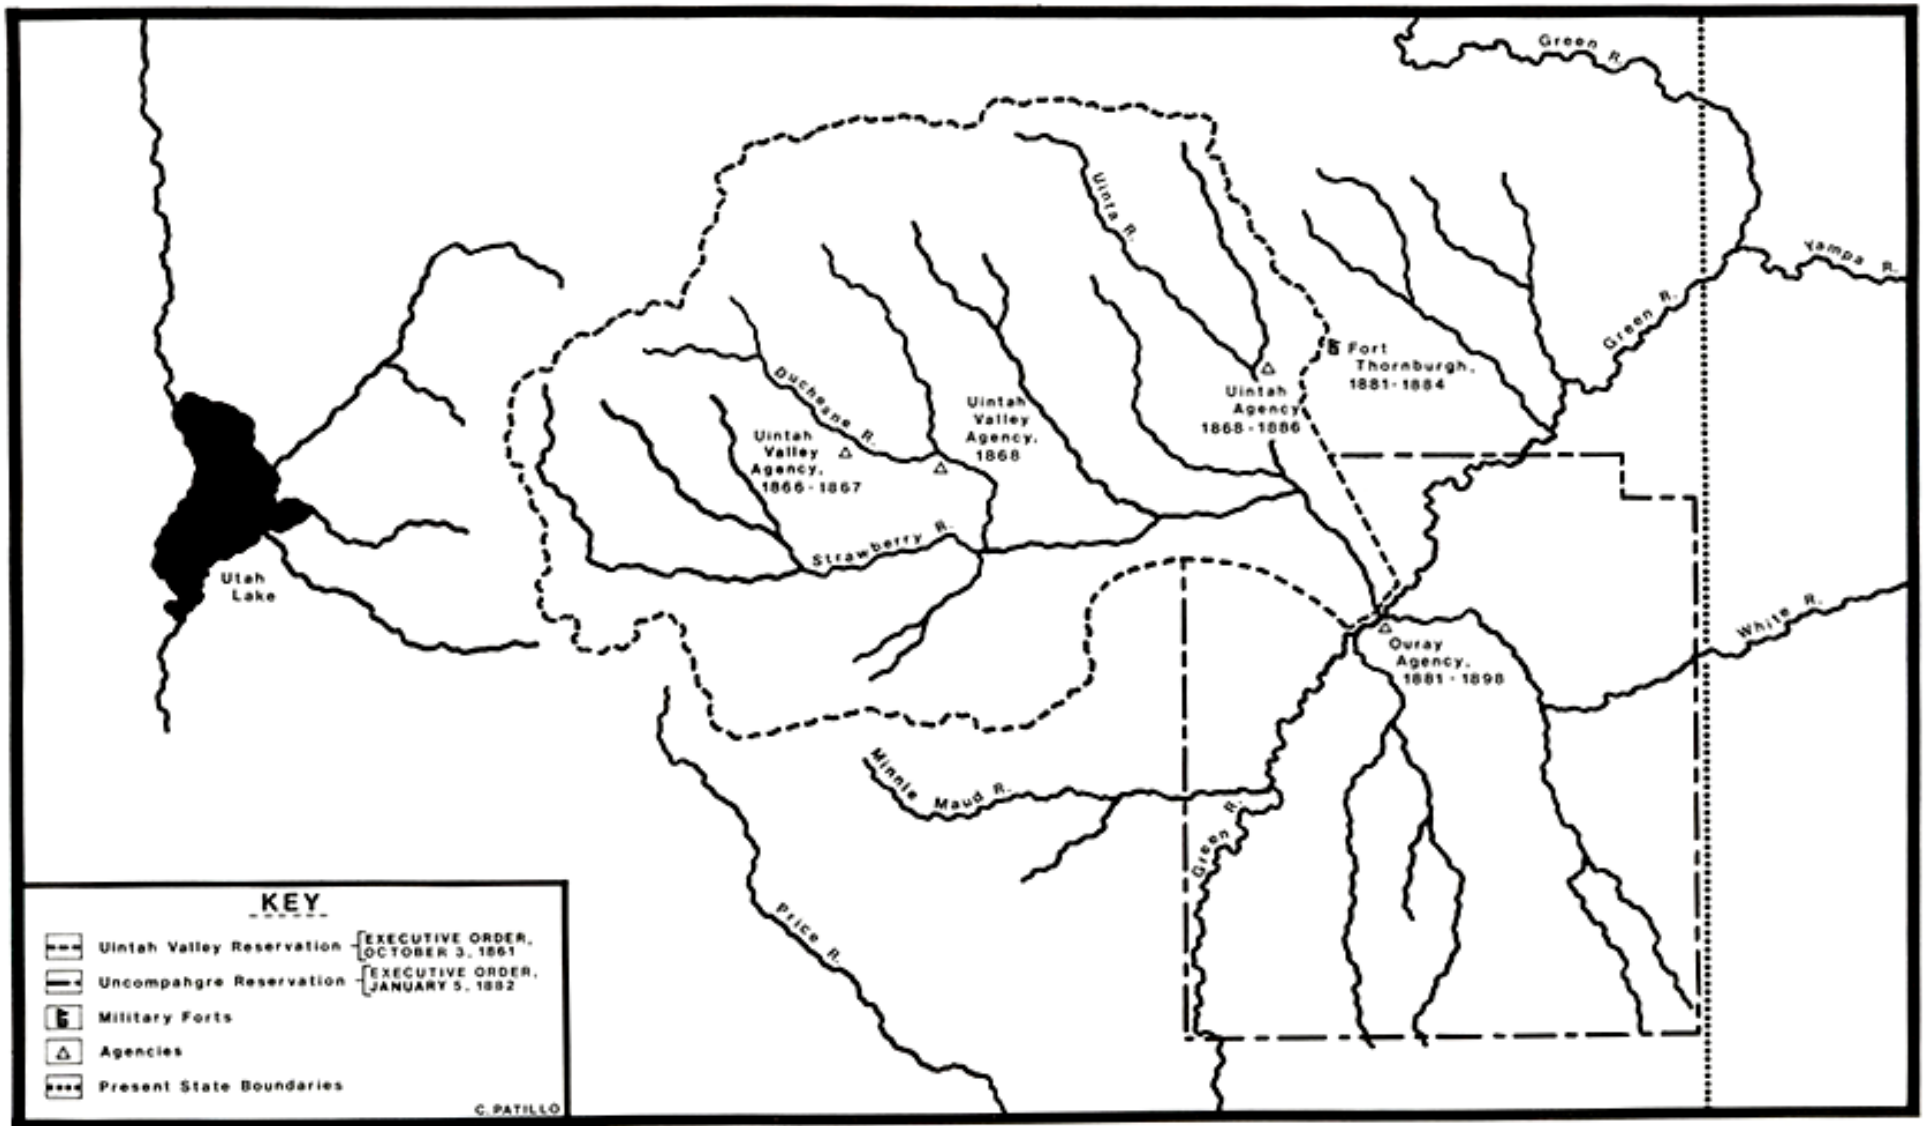 Green R.
Uinta R.
Yampa R.
Green R.
Fort
Thornburgh,
1881-1884
Duchesne R.
Uintah
Valley
Agency,
1866-1867
Uintah
Valley
Agency,
1868
Uintah
Agency
1868-1886
Strawberry R.
Utah
Lake
White R.
Ouray
Agency,
1881-1898
Minnie Maud R.
Green R.
Price R.
KEY
Uintah Valley Reservation
EXECUTIVE ORDER,
OCTOBER 3, 1861
Uncompahgre Reservation
EXECUTIVE ORDER,
JANUARY 5, 1882
Military Forts
Agencies
Present State Boundaries
C. PATILLO